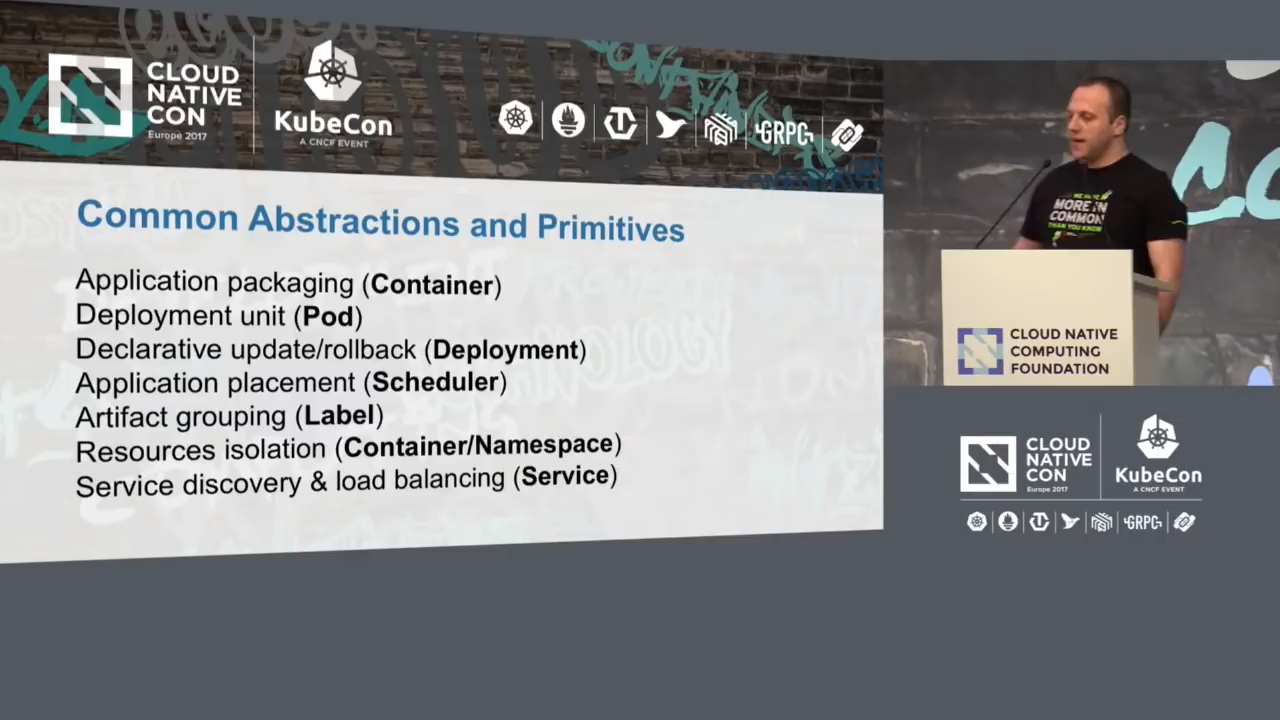 CLOUD
NATIVE
CON
Europe 2017
KubeCon
A CNCF EVENT
GRPC
Common Abstractions and Primitives
Application packaging (Container)
Deployment unit (Pod)
Declarative update/rollback (Deployment)
Application placement (Scheduler)
Artifact grouping (Label)
Resources isolation (Container/Namespace)
Service discovery & load balancing (Service)
MORE IN
COMMON
THAN YOU KNOW
CLOUD NATIVE
COMPUTING
FOUNDATION
CLOUD
NATIVE
CON
Europe 2017
KubeCon
A CNCF EVENT
GRPC